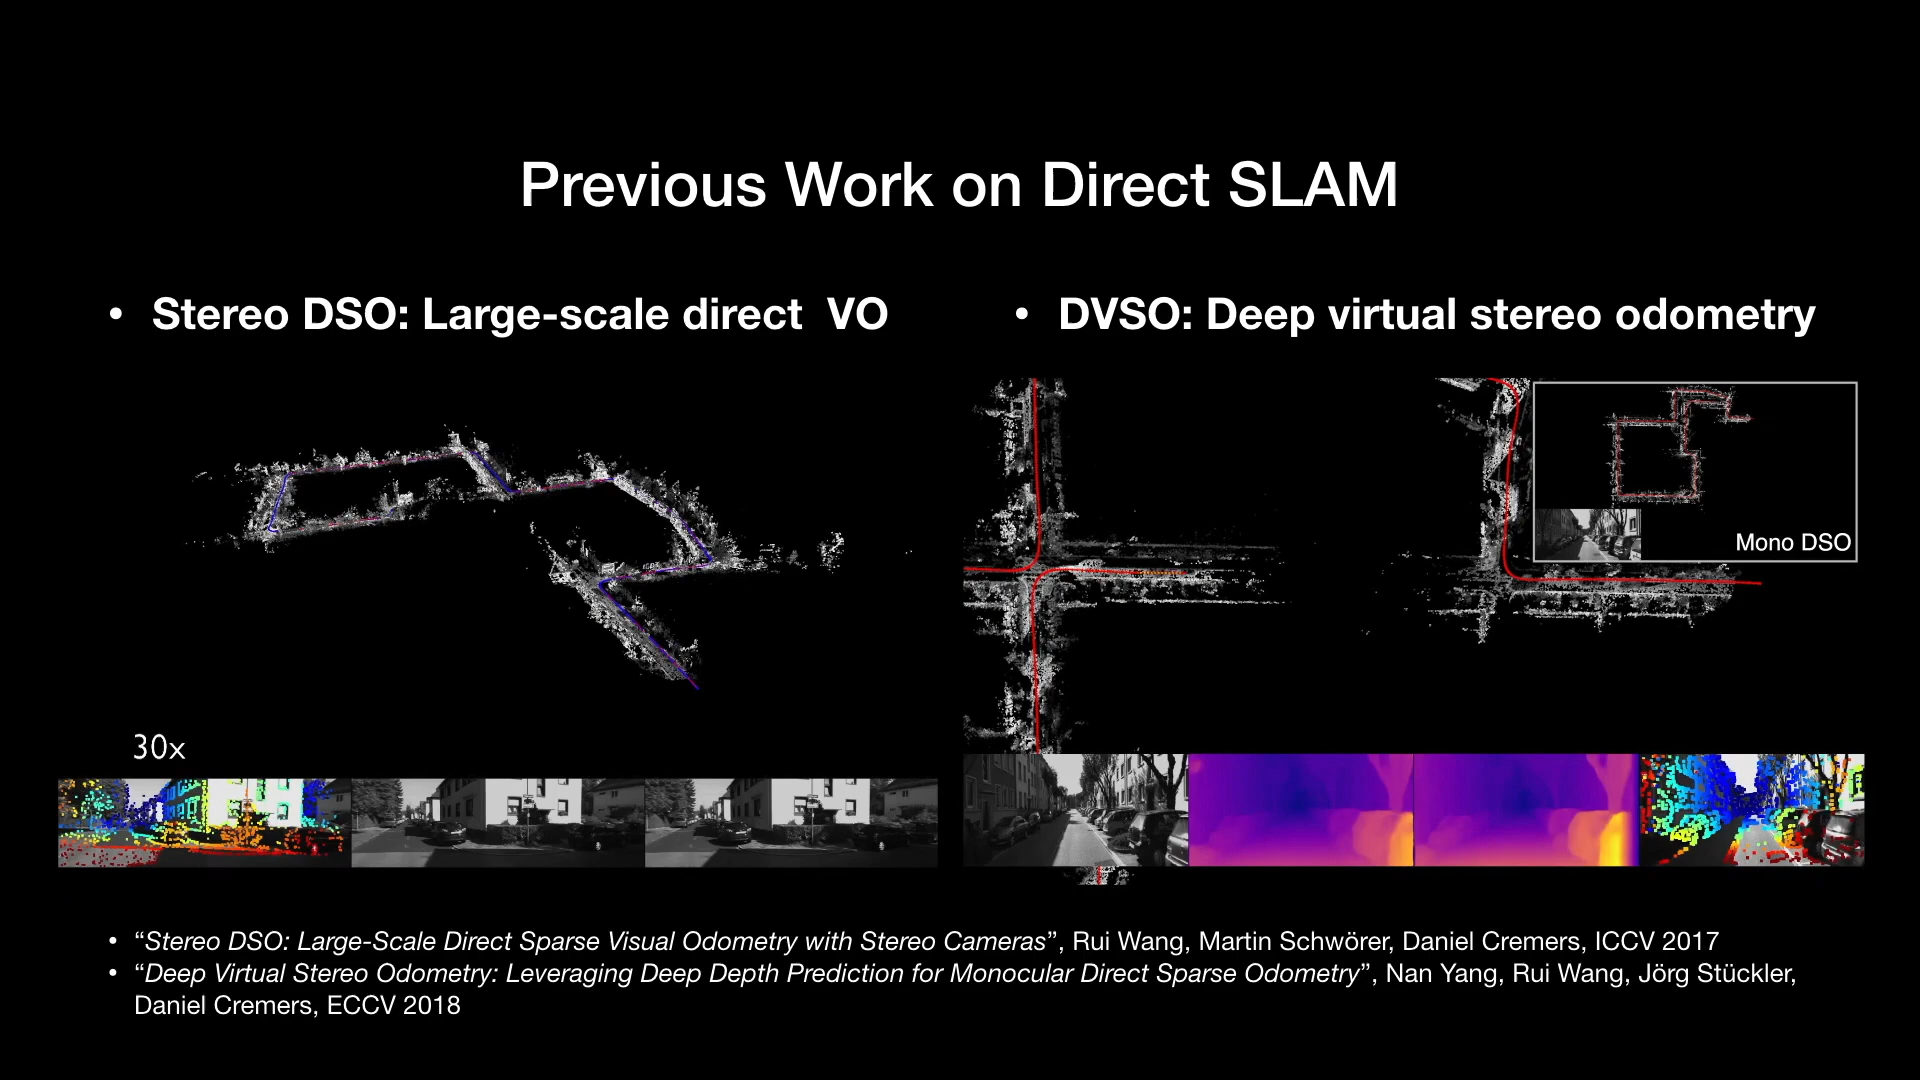 Previous Work on Direct SLAM
• Stereo DSO: Large-scale direct  VO
• DVSO: Deep virtual stereo odometry
Mono DSO
30x
• “Stereo DSO: Large-Scale Direct Sparse Visual Odometry with Stereo Cameras”, Rui Wang, Martin Schwörer, Daniel Cremers, ICCV 2017
• “Deep Virtual Stereo Odometry: Leveraging Deep Depth Prediction for Monocular Direct Sparse Odometry”, Nan Yang, Rui Wang, Jörg Stückler,
Daniel Cremers, ECCV 2018